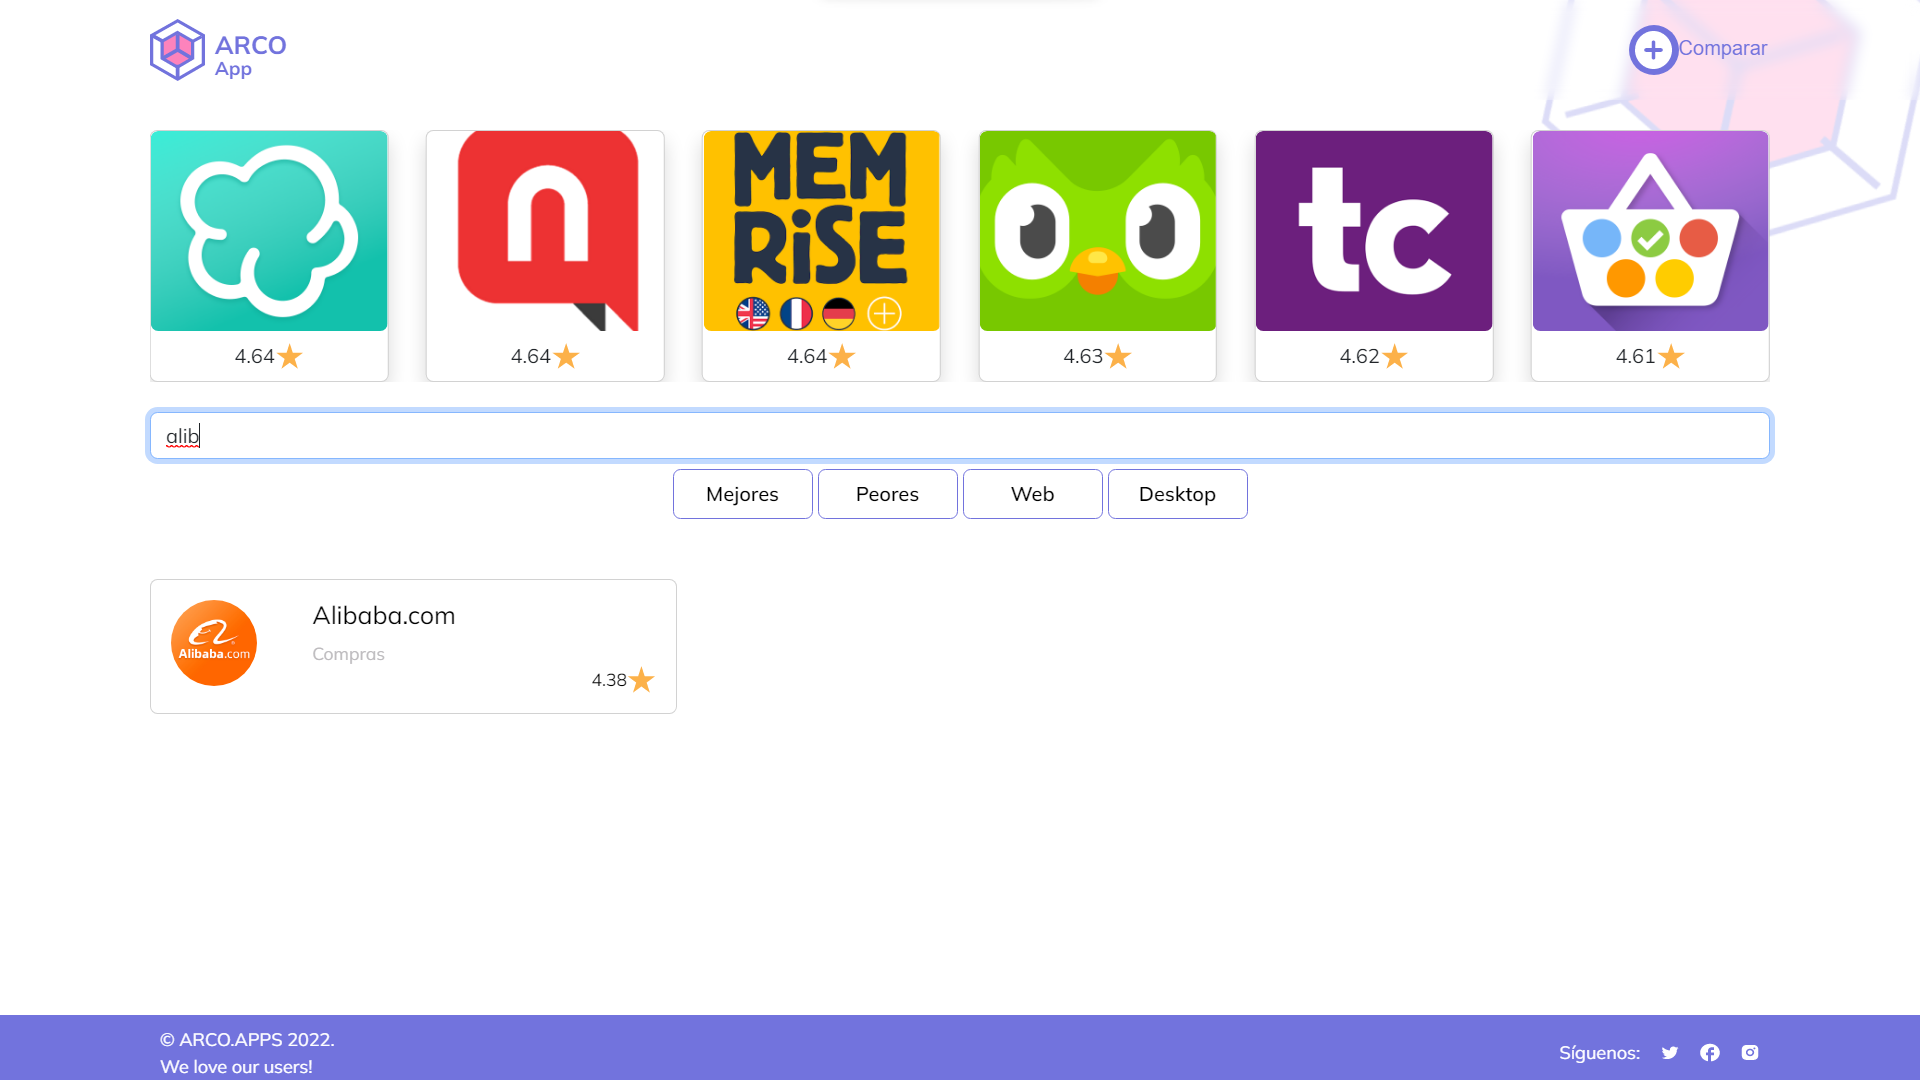 ARCO
App
Comparar
n
MEM
RiSE
tc
4.64
4.64
4.64
4.63
4.62
4.61
alib
Mejores
Peores
Web
Desktop
Alibaba.com
Alibaba.com
Compras
4.38
© ARCO.APPS 2022.
We love our users!
Síguenos: